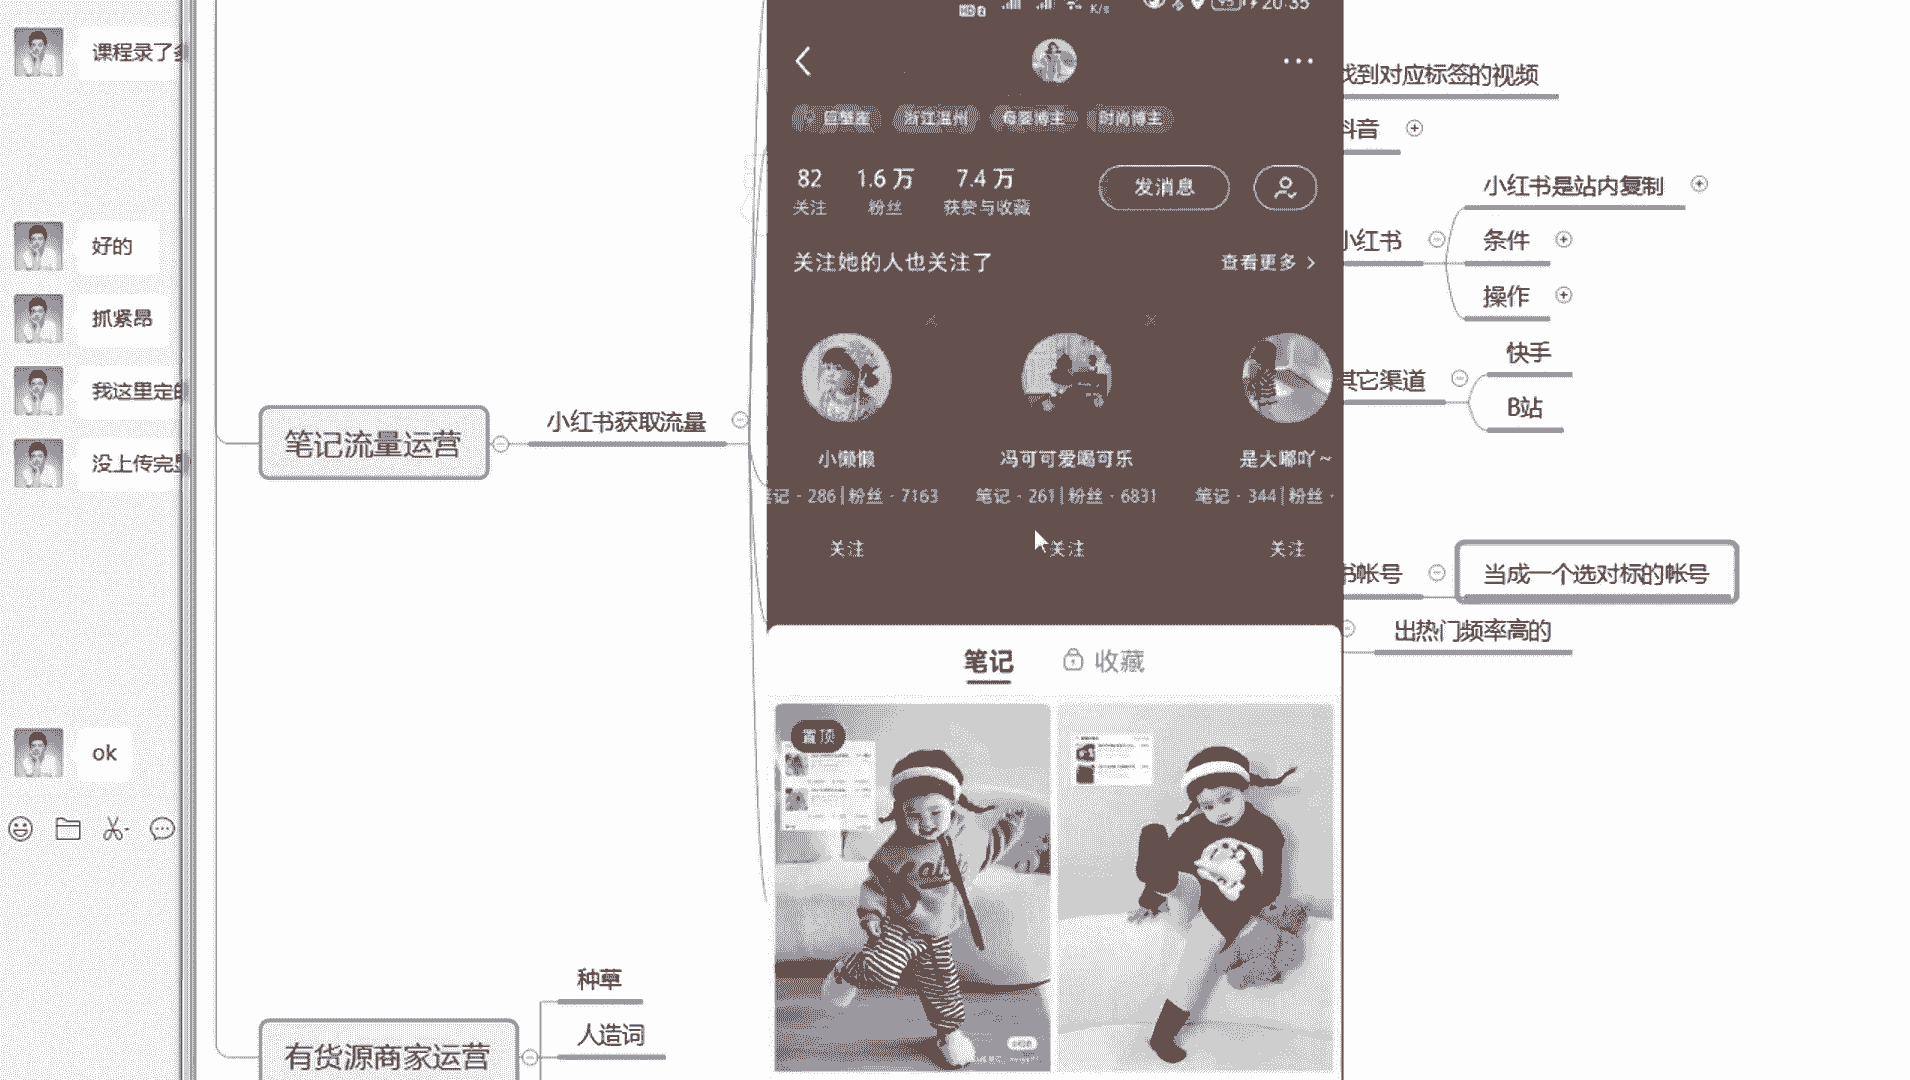 课程录了
好的
抓紧昂
我这里定的
没上传完
ok
笔记流量运营
小红书获取流量
种草
人造词
有货源商家运营
K/s
20:35
巨蟹座
浙江温州
母婴博主
时尚博主
82
关注
1.6 万
粉丝
7.4 万
获赞与收藏
发消息
关注她的人也关注了
查看更多 >
小懒懒
笔记 · 286 | 粉丝 · 7163
关注
冯可可爱喝可乐
笔记 · 261 | 粉丝 · 6831
关注
是大嘟吖~
笔记 · 344 | 粉丝 ·
关注
笔记
收藏
置顶
找到对应标签的视频
抖音
小红书是站内复制
小红书
条件
操作
其它渠道
快手
B站
书帐号
当成一个选对标的帐号
出热门频率高的